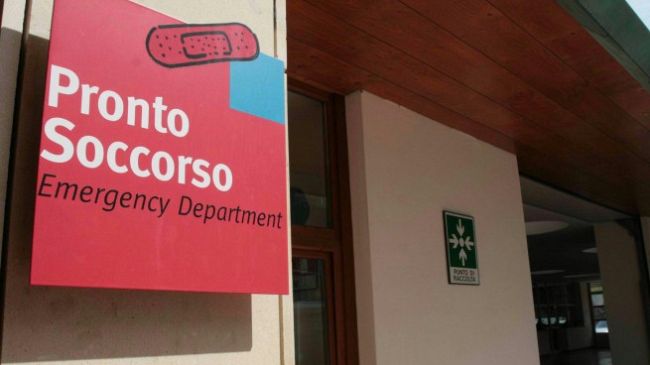 Pronto
Soccorso
Emergency Department
PUNTO DI
RACCOLTA